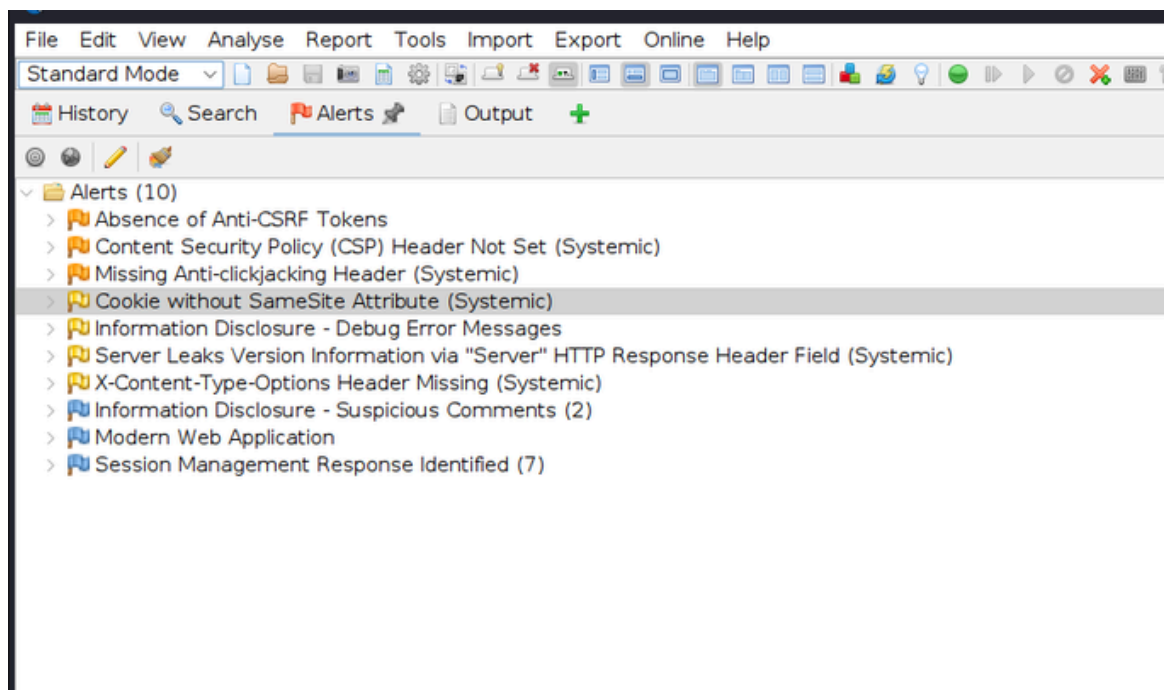 File Edit View Analyse Report Tools Import Export Online Help
Standard Mode
History Search Alerts Output
Alerts (10)
Absence of Anti-CSRF Tokens
Content Security Policy (CSP) Header Not Set (Systemic)
Missing Anti-clickjacking Header (Systemic)
Cookie without SameSite Attribute (Systemic)
Information Disclosure - Debug Error Messages
Server Leaks Version Information via "Server" HTTP Response Header Field (Systemic)
X-Content-Type-Options Header Missing (Systemic)
Information Disclosure - Suspicious Comments (2)
Modern Web Application
Session Management Response Identified (7)